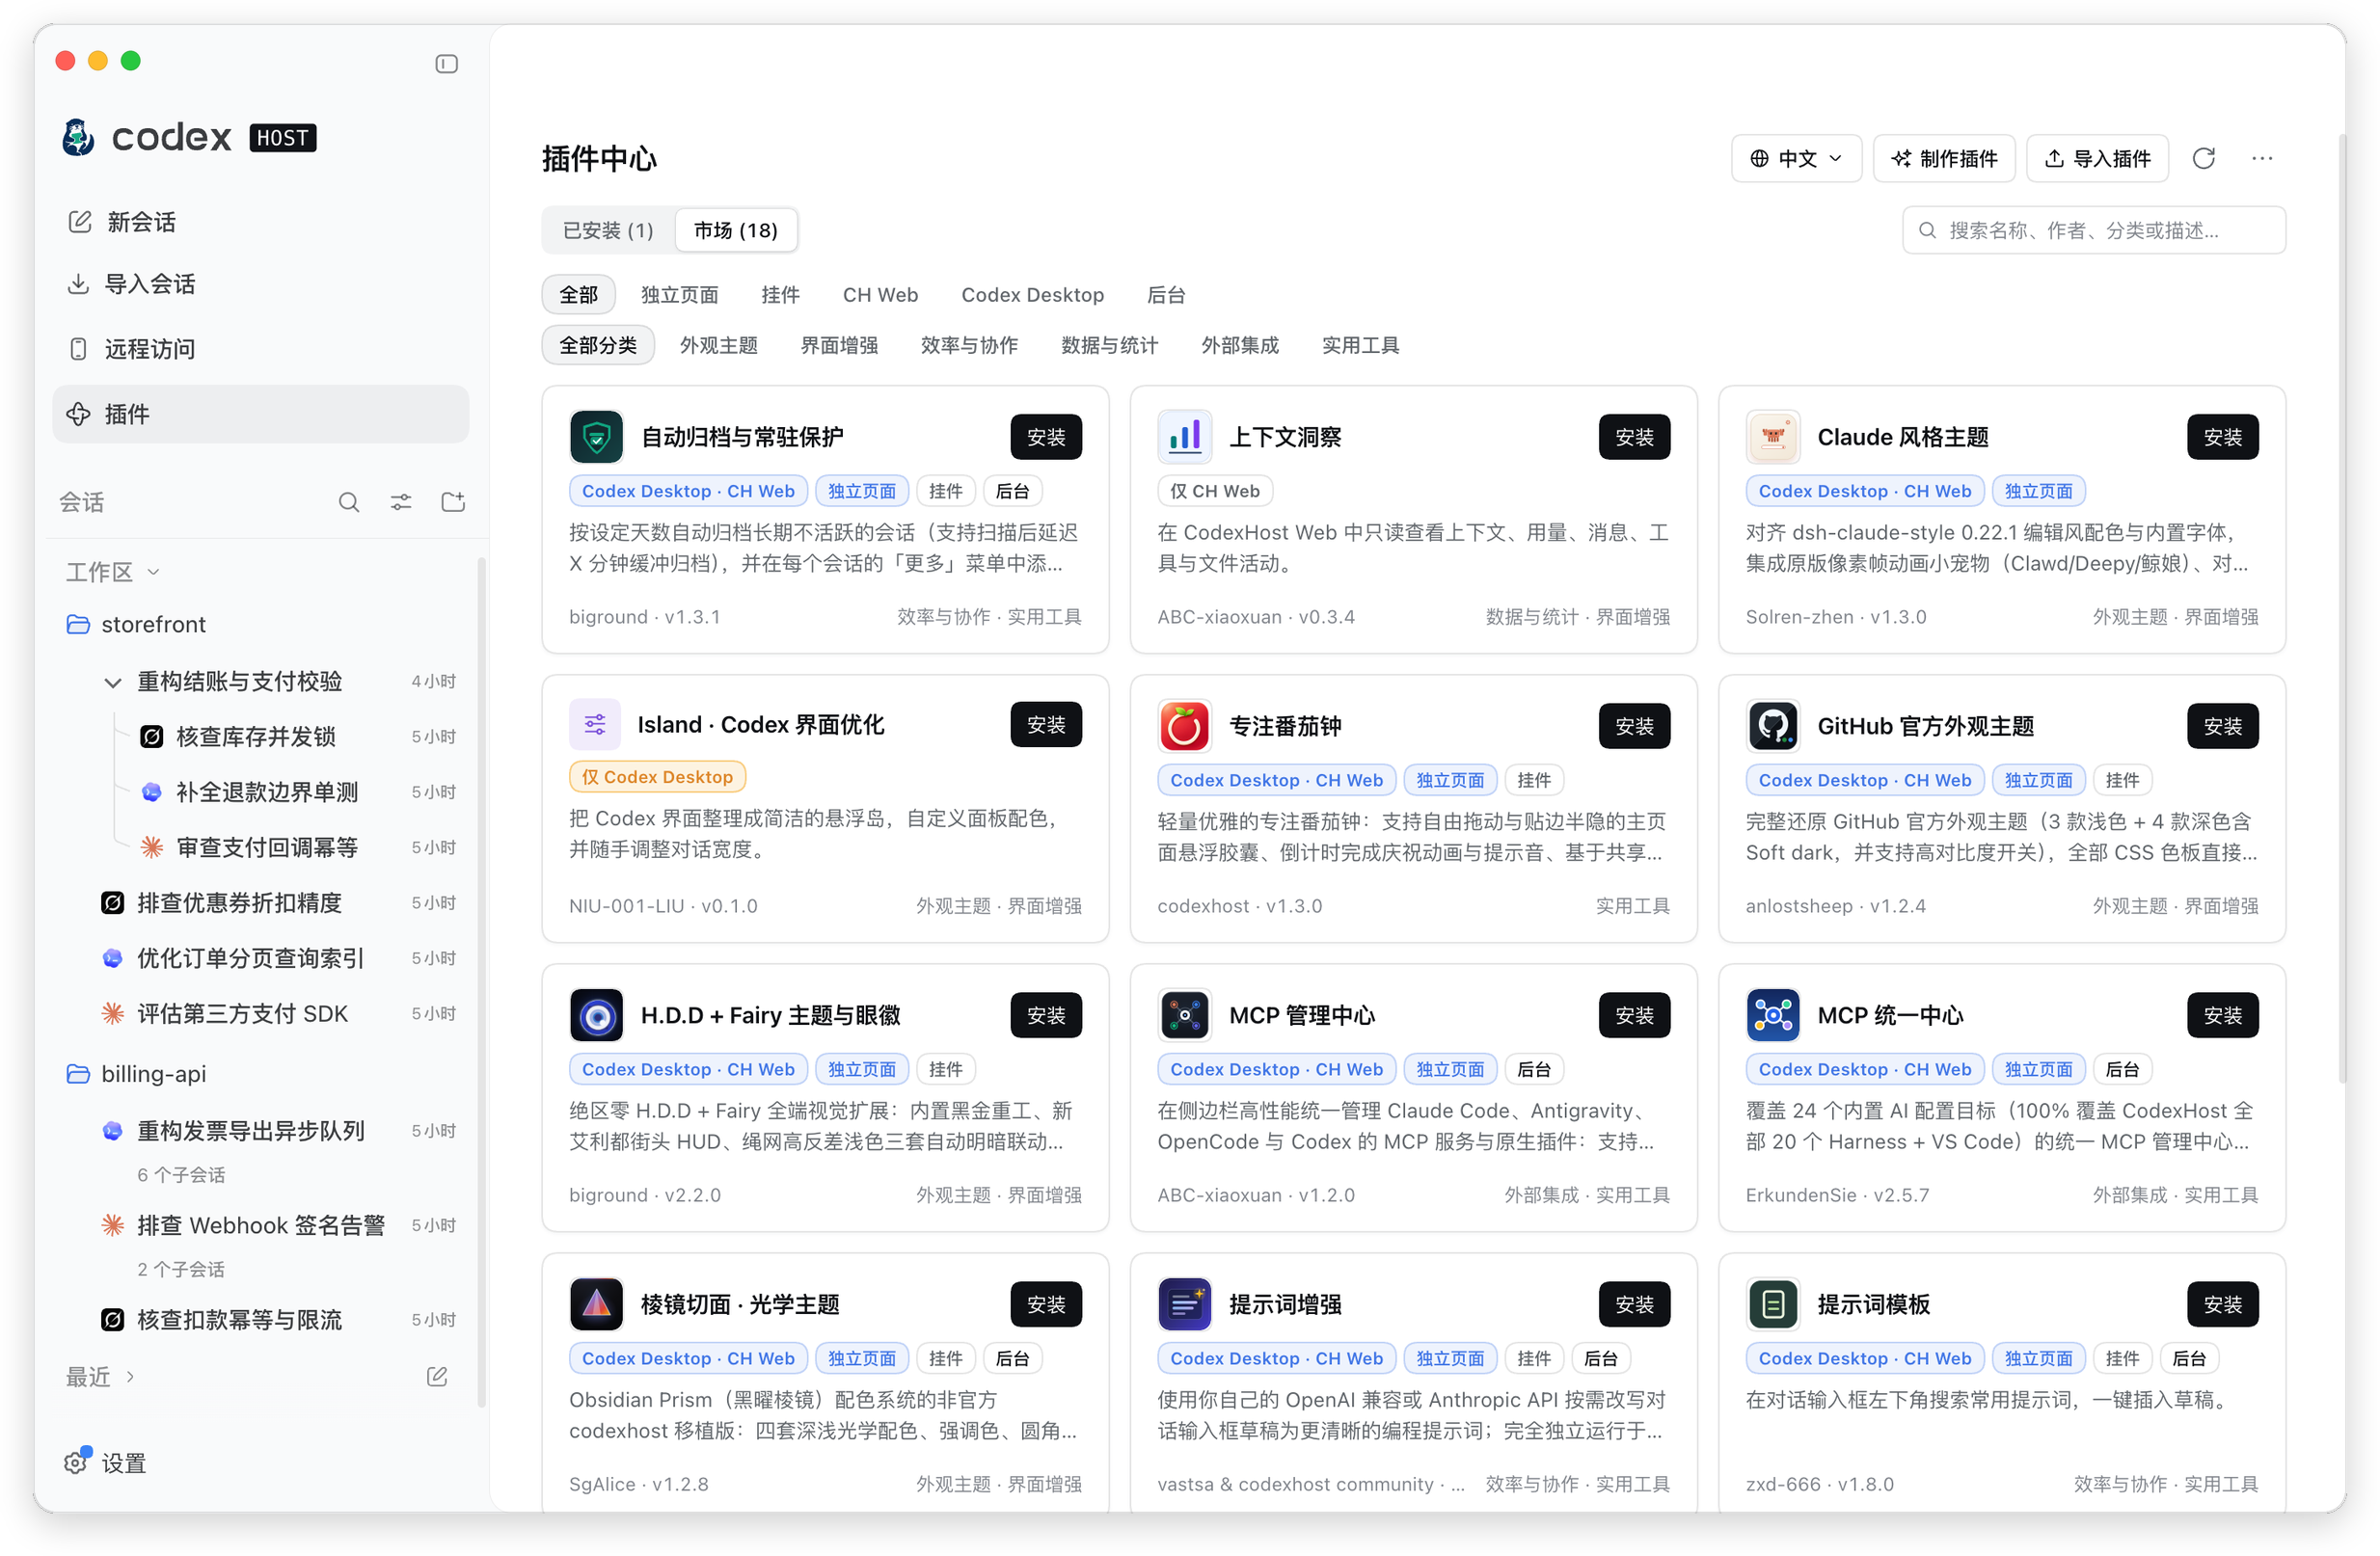 codex HOST
新会话
导入会话
远程访问
插件
会话
工作区
storefront
重构结账与支付校验 4 小时
核查库存并发锁 5 小时
补全退款边界单测 5 小时
审查支付回调幂等 5 小时
排查优惠券折扣精度 5 小时
优化订单分页查询索引 5 小时
评估第三方支付 SDK 5 小时
billing-api
重构发票导出异步队列 5 小时
6 个子会话
排查 Webhook 签名告警 5 小时
2 个子会话
核查扣款幂等与限流 5 小时
最近
设置
插件中心
中文 制作插件 导入插件
已安装 (1) 市场 (18)
搜索名称、作者、分类或描述...
全部 独立页面 挂件 CH Web Codex Desktop 后台
全部分类 外观主题 界面增强 效率与协作 数据与统计 外部集成 实用工具
自动归档与常驻保护 安装
Codex Desktop · CH Web 独立页面 挂件 后台
按设定天数自动归档长期不活跃的会话（支持扫描后延迟
X 分钟缓冲归档），并在每个会话的「更多」菜单中添...
biground · v1.3.1 效率与协作 · 实用工具
上下文洞察 安装
仅 CH Web
在 CodexHost Web 中只读查看上下文、用量、消息、工
具与文件活动。
ABC-xiaoxuan · v0.3.4 数据与统计 · 界面增强
Claude 风格主题 安装
Codex Desktop · CH Web 独立页面
对齐 dsh-claude-style 0.22.1 编辑风配色与内置字体，
集成原版像素帧动画小宠物（Clawd/Deepy/鲸娘）、对...
Solren-zhen · v1.3.0 外观主题 · 界面增强
Island · Codex 界面优化 安装
仅 Codex Desktop
把 Codex 界面整理成简洁的悬浮岛，自定义面板配色，
并随手调整对话宽度。
NIU-001-LIU · v0.1.0 外观主题 · 界面增强
专注番茄钟 安装
Codex Desktop · CH Web 独立页面 挂件
轻量优雅的专注番茄钟：支持自由拖动与贴边半隐的主页
面悬浮胶囊、倒计时完成庆祝动画与提示音、基于共享...
codexhost · v1.3.0 实用工具
GitHub 官方外观主题 安装
Codex Desktop · CH Web 独立页面 挂件
完整还原 GitHub 官方外观主题（3 款浅色 + 4 款深色含
Soft dark，并支持高对比度开关），全部 CSS 色板直接...
anlostsheep · v1.2.4 外观主题 · 界面增强
H.D.D + Fairy 主题与眼徽 安装
Codex Desktop · CH Web 独立页面 挂件
绝区零 H.D.D + Fairy 全端视觉扩展：内置黑金重工、新
艾利都街头 HUD、绳网高反差浅色三套自动明暗联动...
biground · v2.2.0 外观主题 · 界面增强
MCP 管理中心 安装
Codex Desktop · CH Web 独立页面 后台
在侧边栏高性能统一管理 Claude Code、Antigravity、
OpenCode 与 Codex 的 MCP 服务与原生插件：支持...
ABC-xiaoxuan · v1.2.0 外部集成 · 实用工具
MCP 统一中心 安装
Codex Desktop · CH Web 独立页面 后台
覆盖 24 个内置 AI 配置目标（100% 覆盖 CodexHost 全
部 20 个 Harness + VS Code）的统一 MCP 管理中心...
ErkundenSie · v2.5.7 外部集成 · 实用工具
棱镜切面 · 光学主题 安装
Codex Desktop · CH Web 独立页面 挂件 后台
Obsidian Prism（黑曜棱镜）配色系统的非官方
codexhost 移植版：四套深浅光学配色、强调色、圆角...
SgAlice · v1.2.8 外观主题 · 界面增强
提示词增强 安装
Codex Desktop · CH Web 独立页面 挂件 后台
使用你自己的 OpenAI 兼容或 Anthropic API 按需改写对
话输入框草稿为更清晰的编程提示词；完全独立运行于...
vastsa & codexhost community · ... 效率与协作 · 实用工具
提示词模板 安装
Codex Desktop · CH Web 独立页面 挂件 后台
在对话输入框左下角搜索常用提示词，一键插入草稿。
zxd-666 · v1.8.0 效率与协作 · 实用工具